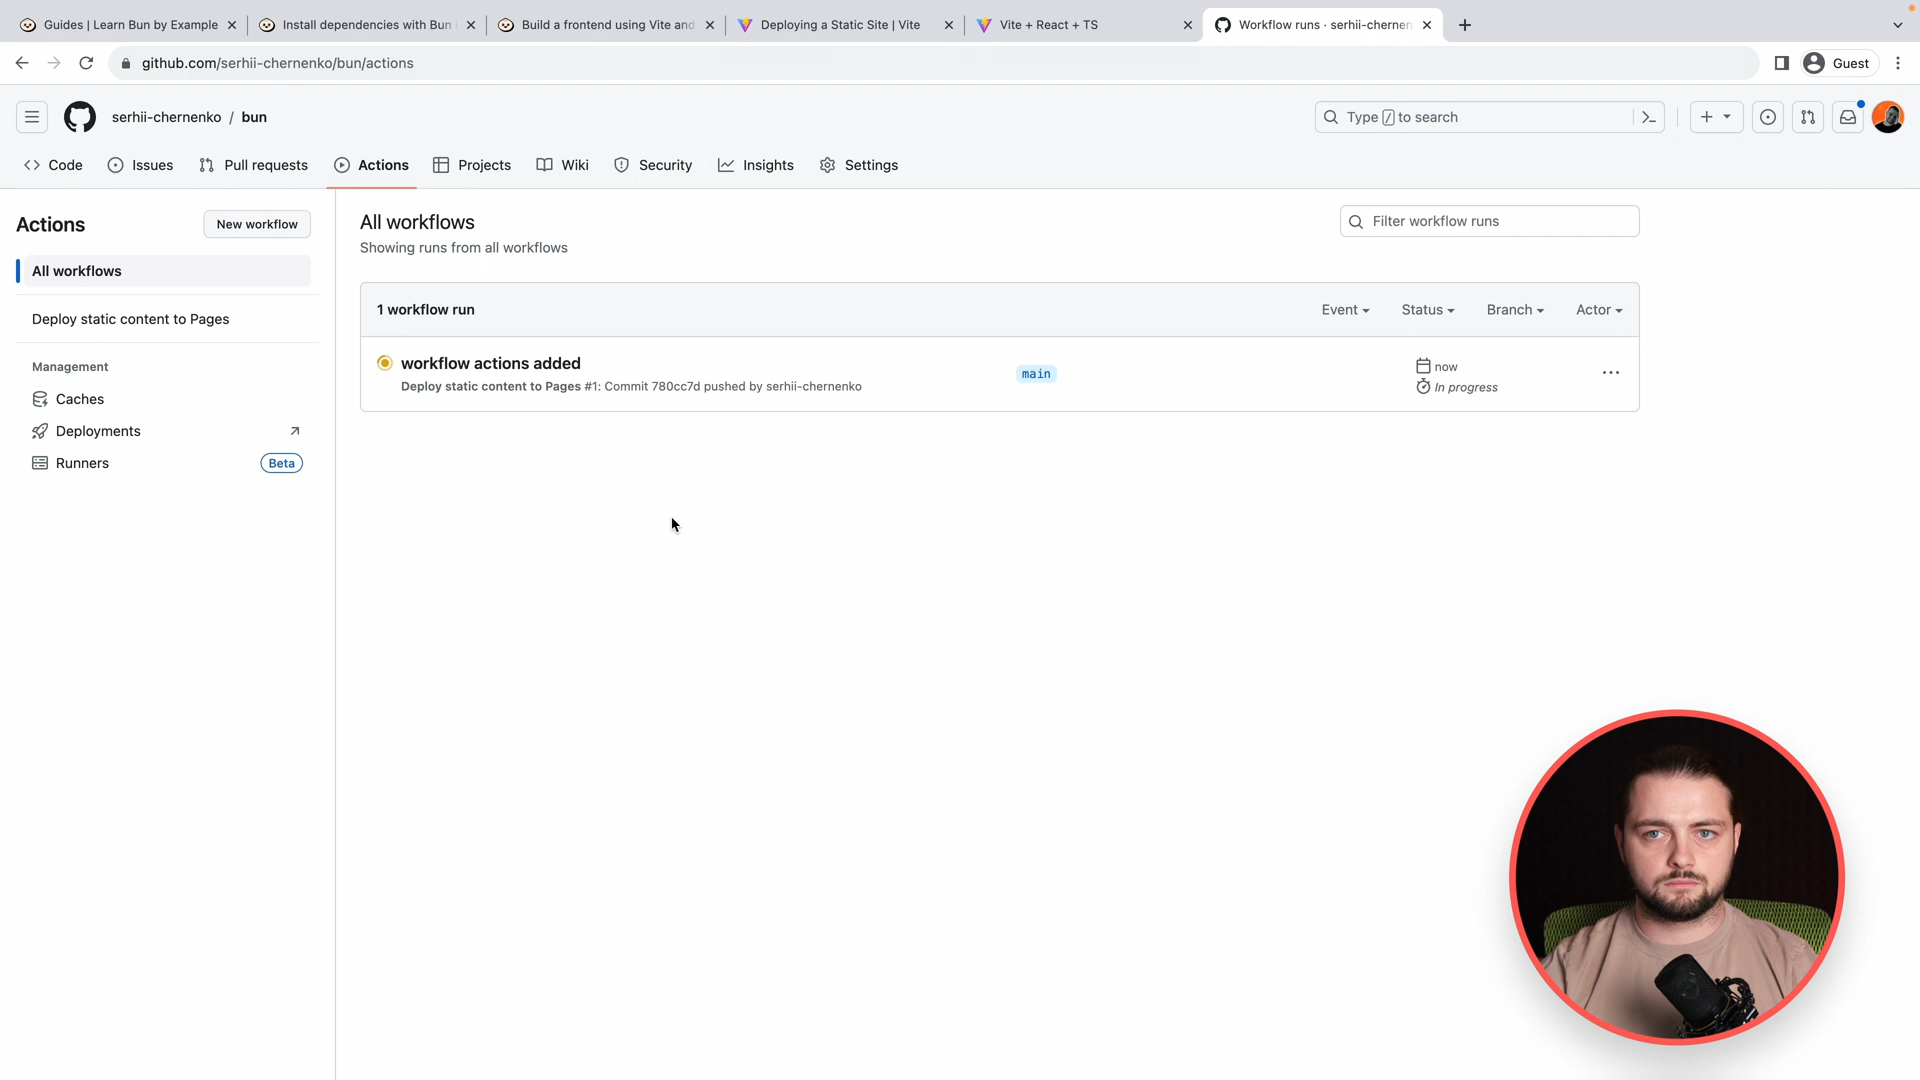 Guides | Learn Bun by Example
Install dependencies with Bun
Build a frontend using Vite and
Deploying a Static Site | Vite
Vite + React + TS
Workflow runs · serhii-chernen
github.com/serhii-chernenko/bun/actions
Guest
serhii-chernenko / bun
Type / to search
Code
Issues
Pull requests
Actions
Projects
Wiki
Security
Insights
Settings
Actions
New workflow
All workflows
Deploy static content to Pages
Management
Caches
Deployments
Runners
Beta
All workflows
Showing runs from all workflows
Filter workflow runs
1 workflow run
Event
Status
Branch
Actor
workflow actions added
Deploy static content to Pages #1: Commit 780cc7d pushed by serhii-chernenko
main
now
In progress